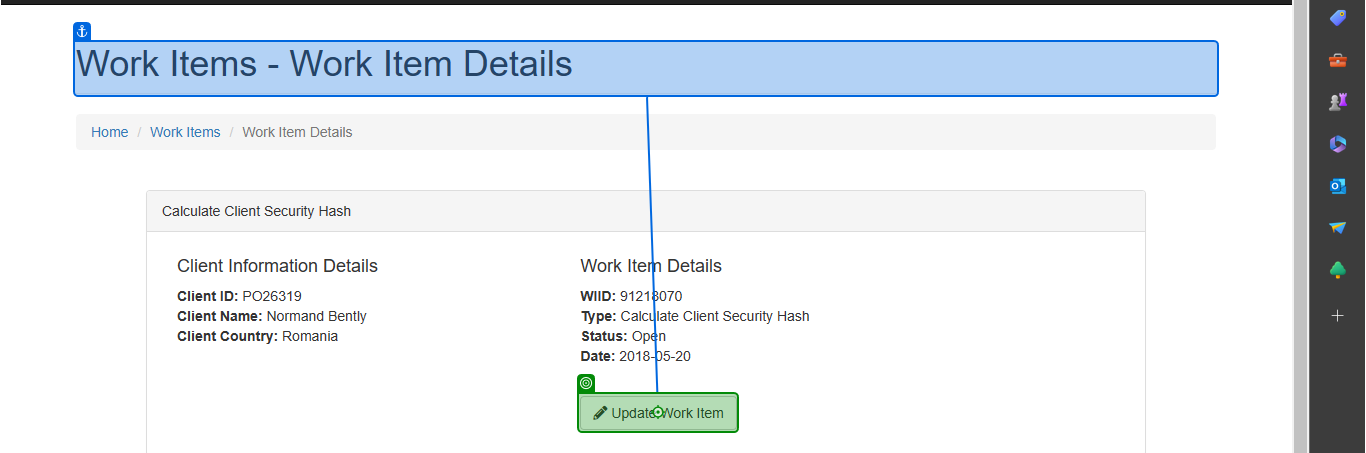 Work Items - Work Item Details
Home / Work Items / Work Item Details
Calculate Client Security Hash
Client Information Details
Client ID: PO26319
Client Name: Normand Bently
Client Country: Romania
Work Item Details
WIID: 91218070
Type: Calculate Client Security Hash
Status: Open
Date: 2018-05-20
Update Work Item